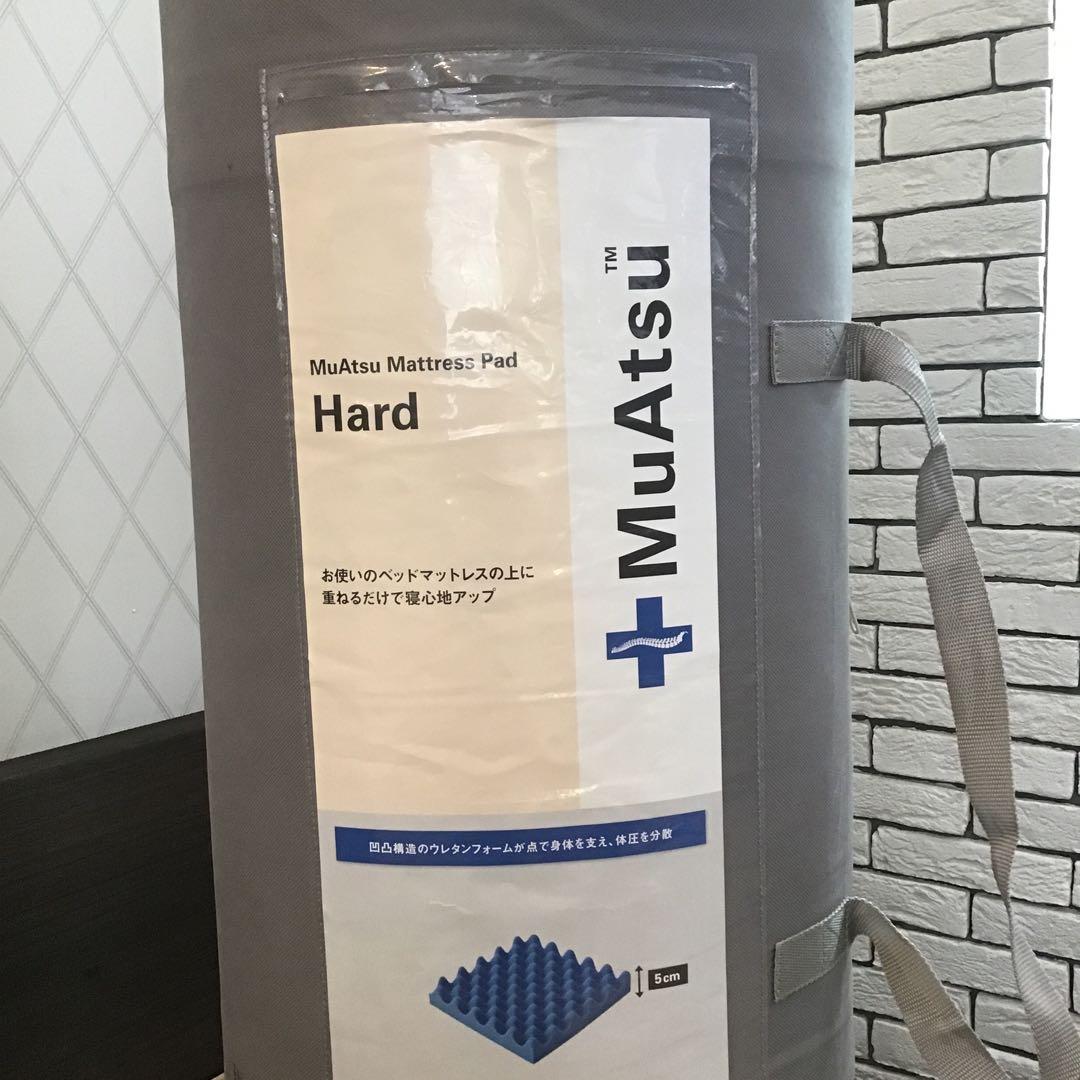 MuAtsu™
MuAtsu Mattress Pad
Hard
お使いのベッドマットレスの上に
重ねるだけで寝心地アップ
凹凸構造のウレタンフォームが点で身体を支え、体圧を分散
5cm